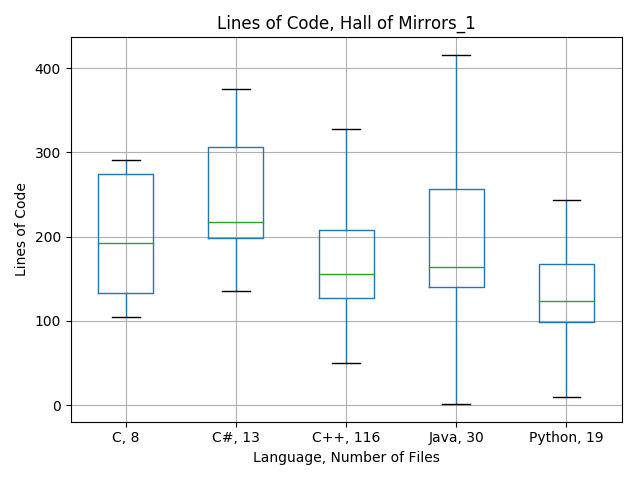 Lines of Code, Hall of Mirrors_1
Lines of Code
400
300
200
100
0
C, 8
C#, 13
C++, 116
Java, 30
Python, 19
Language, Number of Files